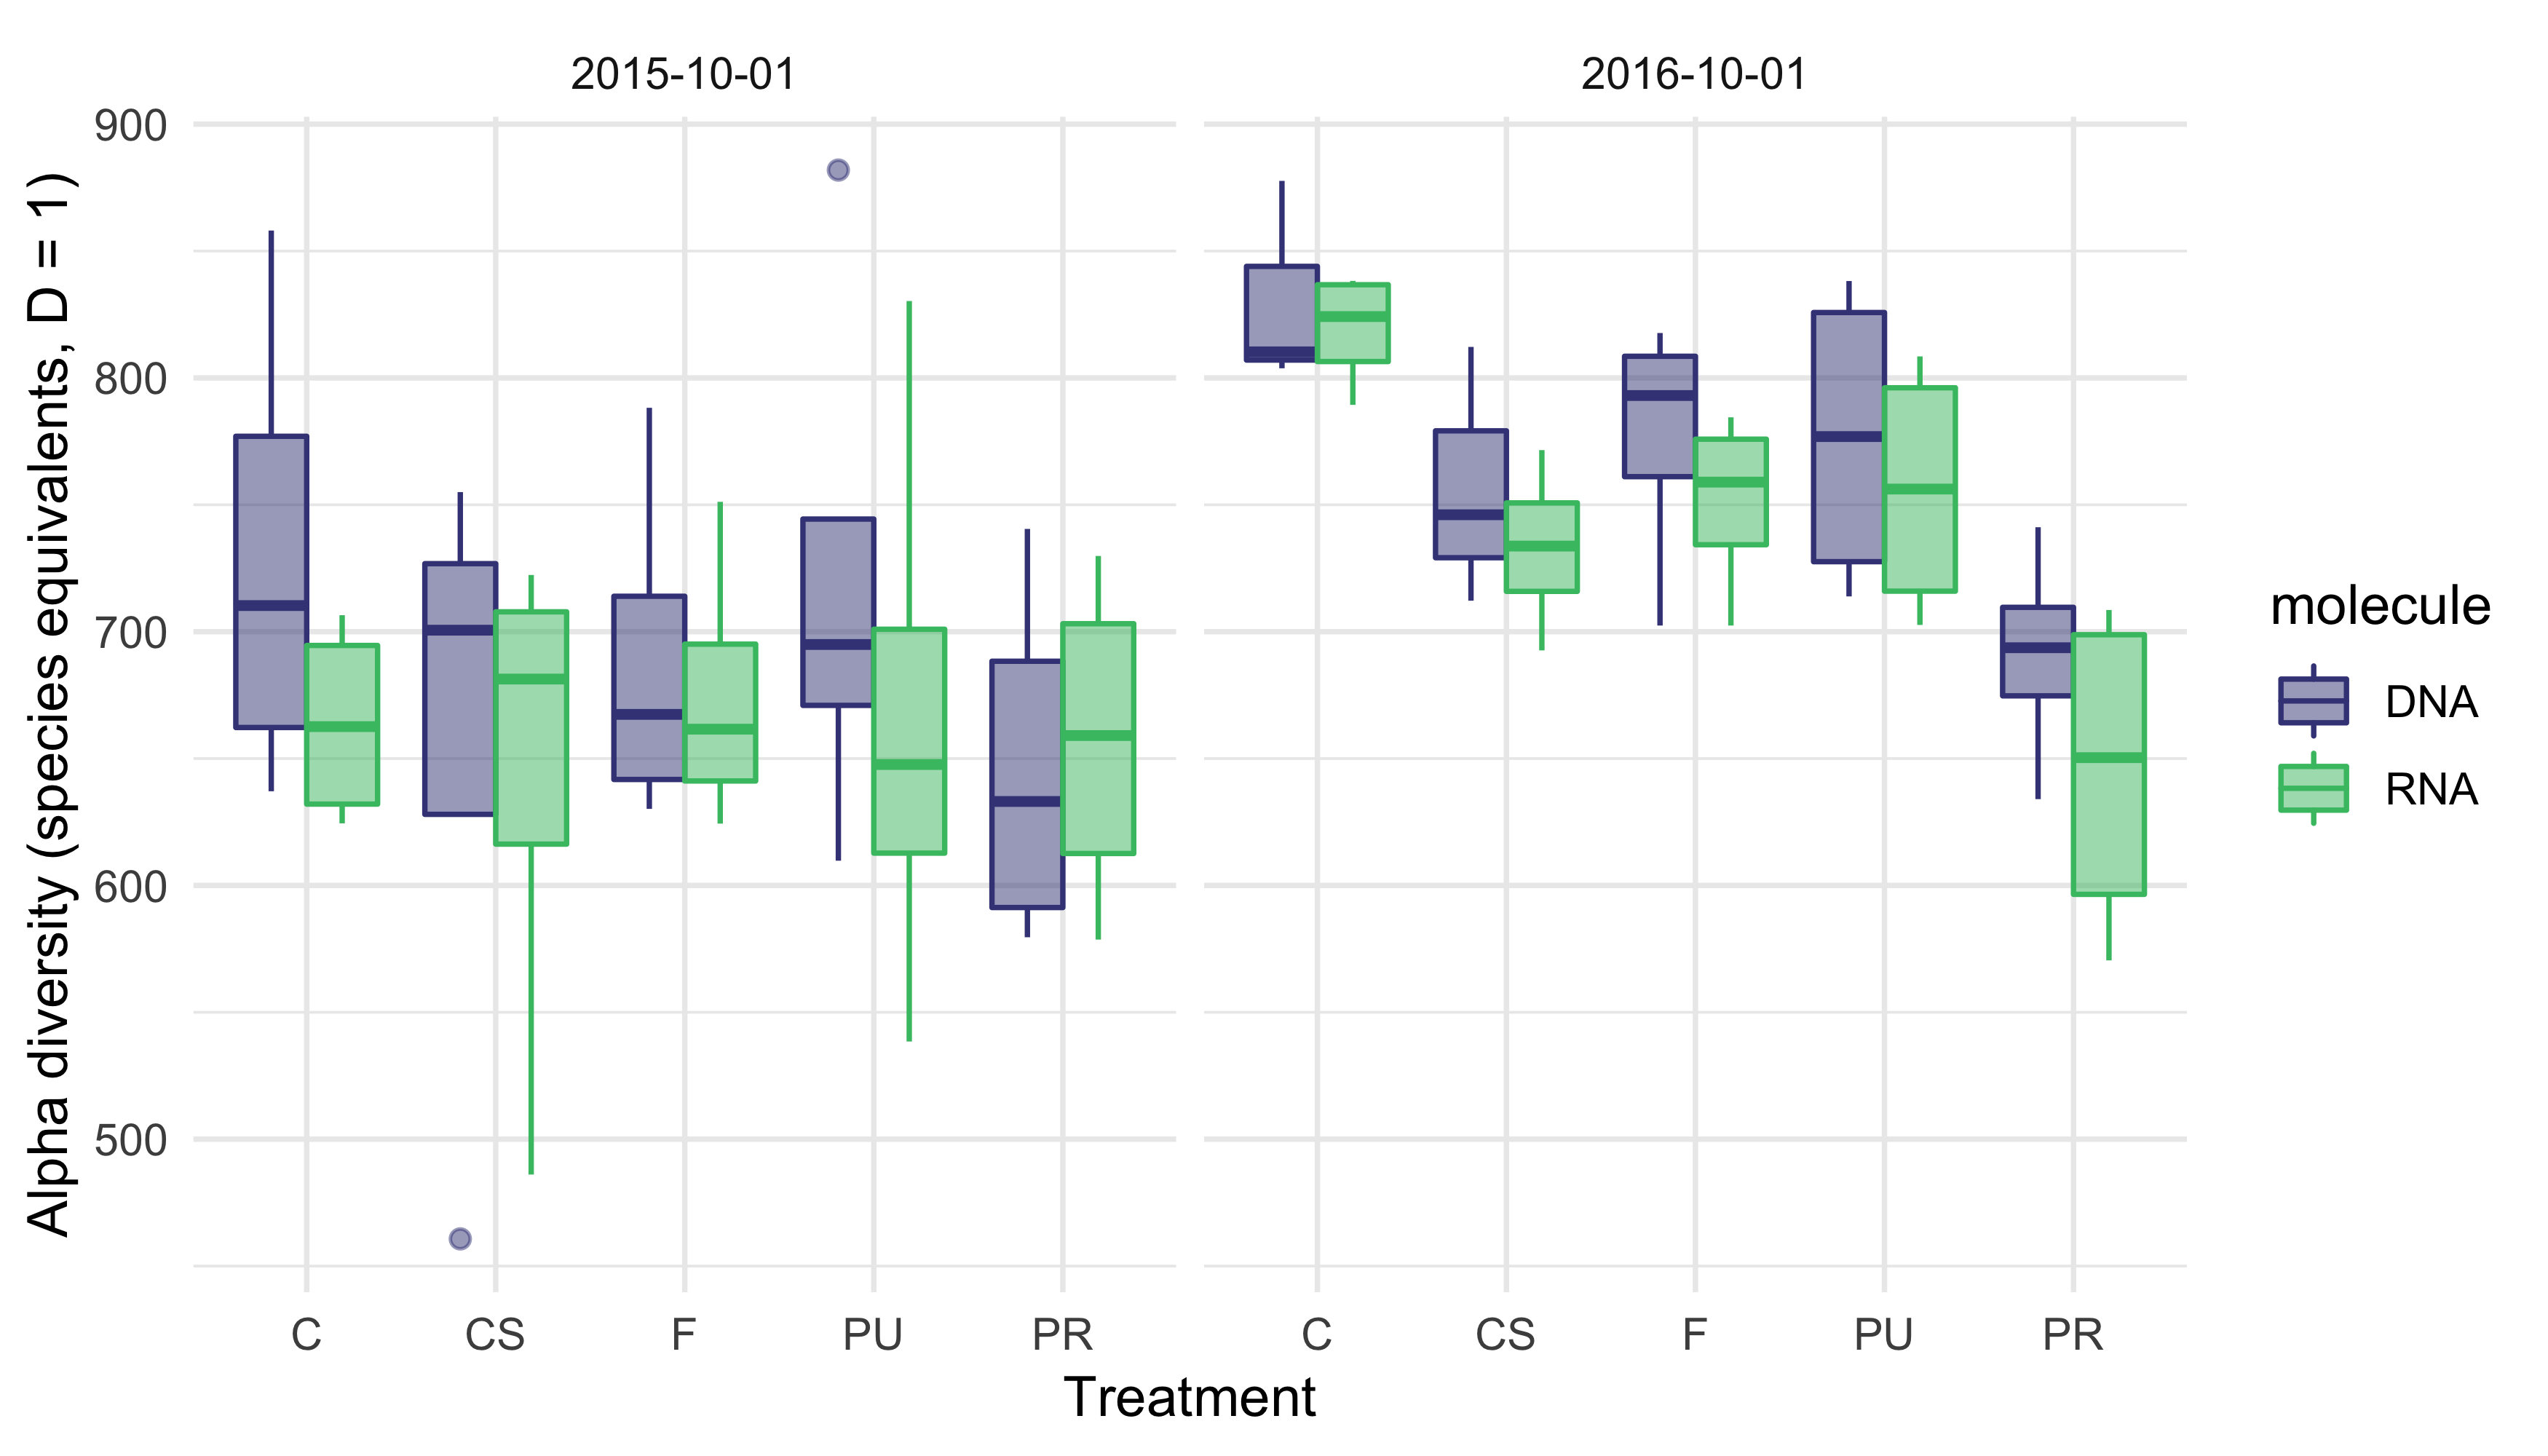 2015-10-01
2016-10-01
Alpha diversity (species equivalents, D = 1)
900
800
700
600
500
C CS F PU PR
C CS F PU PR
Treatment
molecule
DNA
RNA